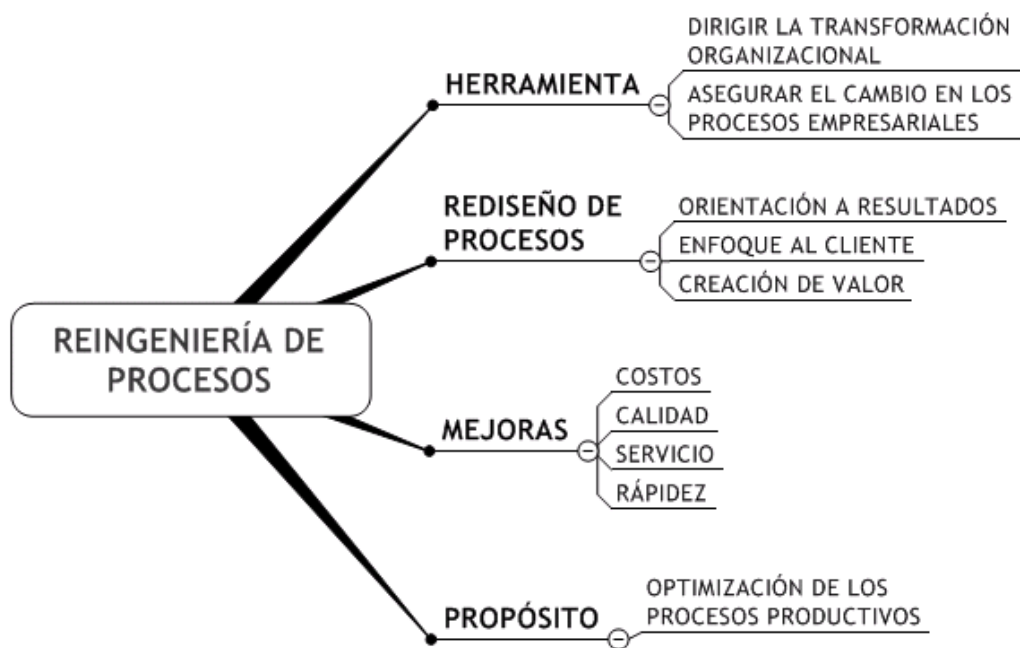 DIRIGIR LA TRANSFORMACIÓN
ORGANIZACIONAL
HERRAMIENTA
ASEGURAR EL CAMBIO EN LOS
PROCESOS EMPRESARIALES
REDISEÑO DE
PROCESOS
ORIENTACIÓN A RESULTADOS
ENFOQUE AL CLIENTE
CREACIÓN DE VALOR
REINGENIERÍA DE
PROCESOS
MEJORAS
COSTOS
CALIDAD
SERVICIO
RÁPIDEZ
PROPÓSITO
OPTIMIZACIÓN DE LOS
PROCESOS PRODUCTIVOS